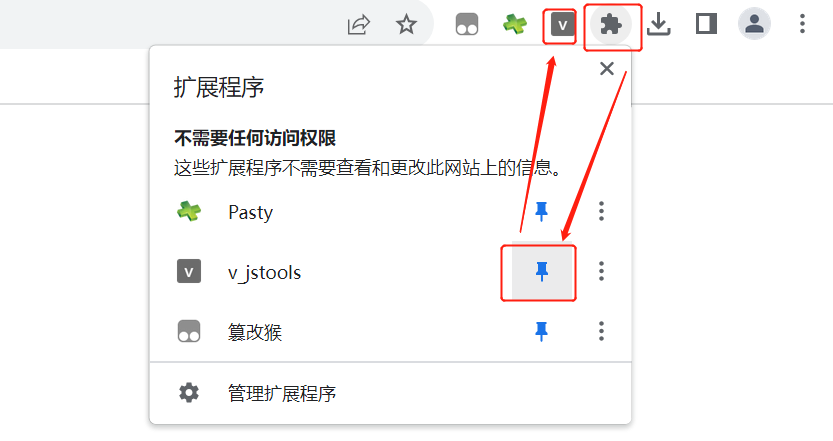 v
扩展程序
不需要任何访问权限
这些扩展程序不需要查看和更改此网站上的信息。
Pasty
v v_jstools
篡改猴
管理扩展程序